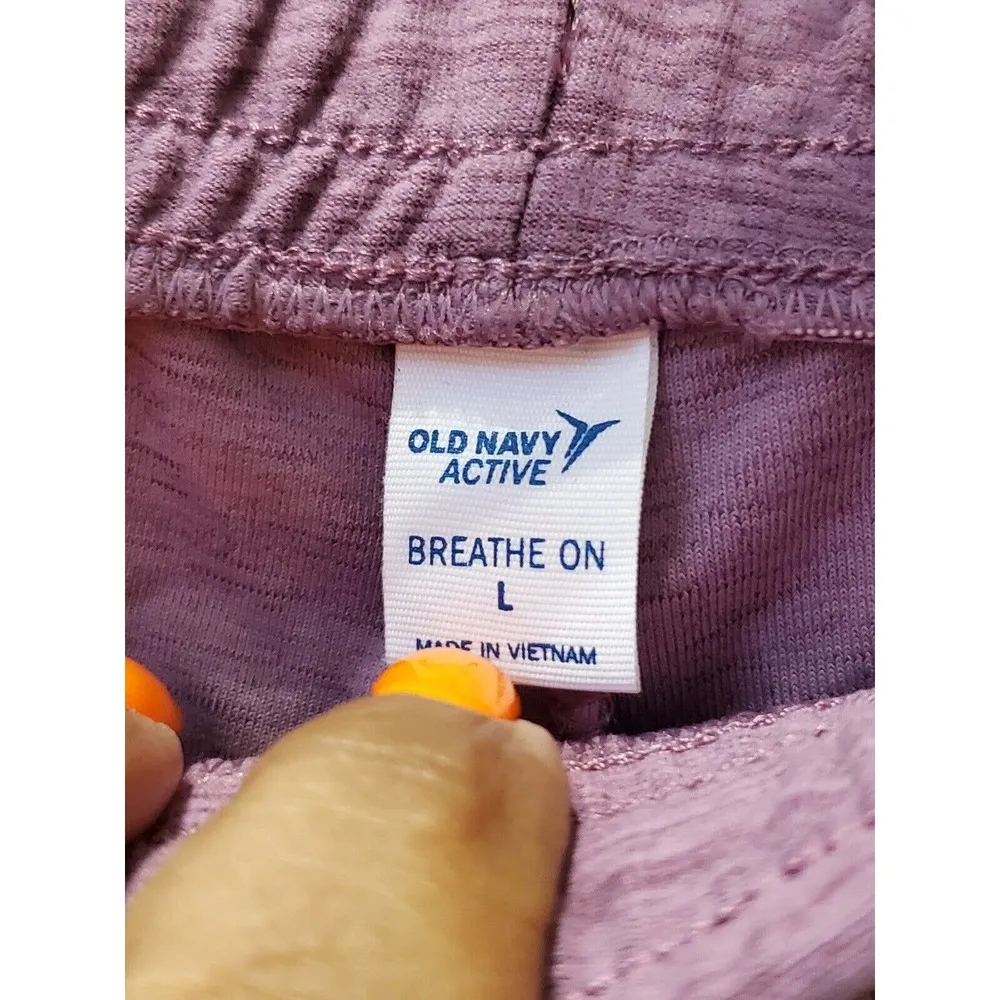 OLD NAVY
ACTIVE
BREATHE ON
L
MADE IN VIETNAM